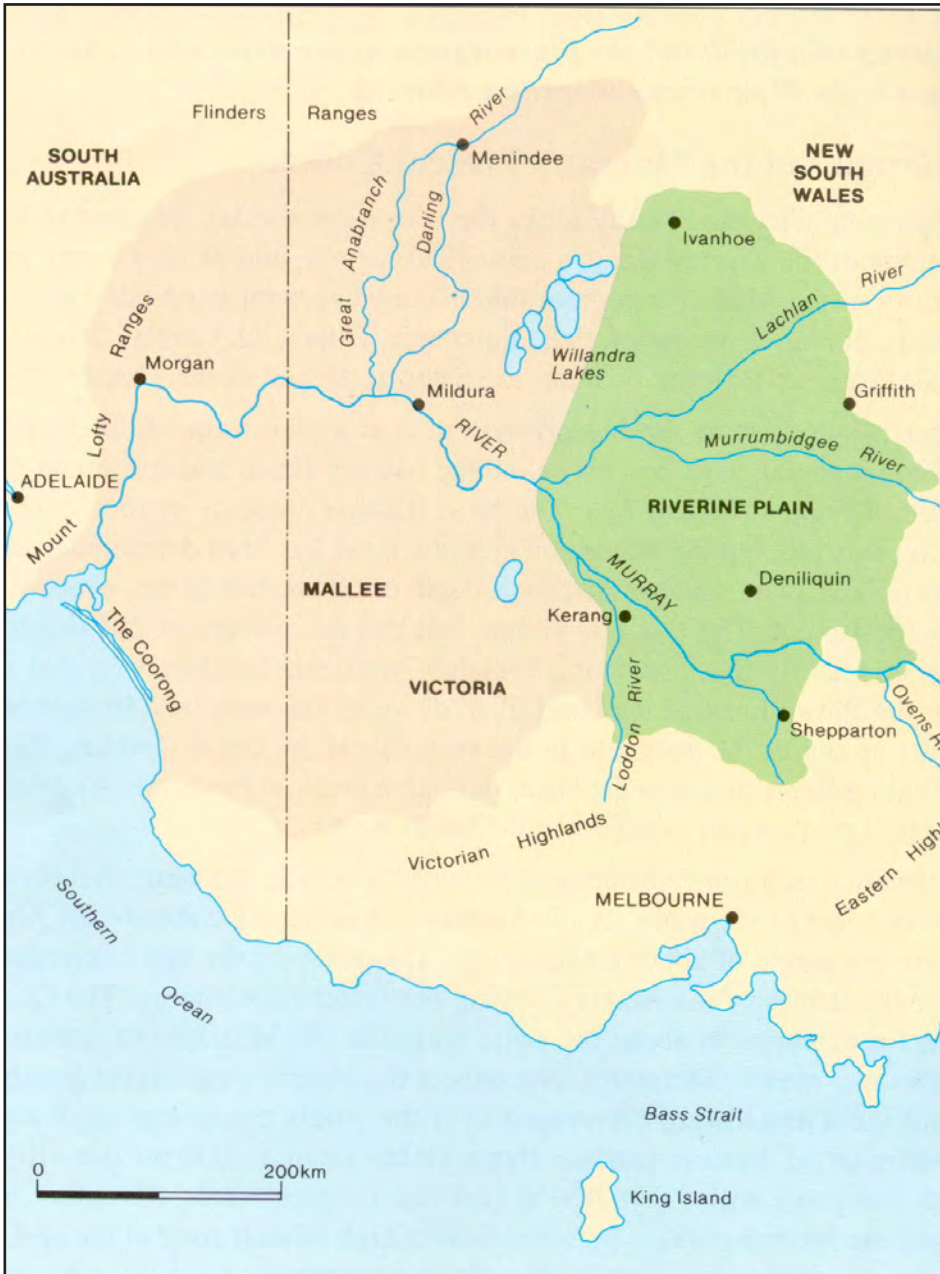 Flinders Ranges
SOUTH
AUSTRALIA
River
Menindee
NEW
SOUTH
WALES
Ivanhoe
Great Anabranch
Darling
Lachlan River
Willandra
Lakes
Mount Lofty Ranges
Morgan
Mildura
Griffith
RIVER
Murrumbidgee River
ADELAIDE
RIVERINE PLAIN
MALLEE
MURRAY
Deniliquin
Kerang
The Coorong
VICTORIA
Loddon River
Shepparton
Ovens R
Victorian Highlands
Eastern High
MELBOURNE
Southern
Ocean
Bass Strait
0 200km
King Island